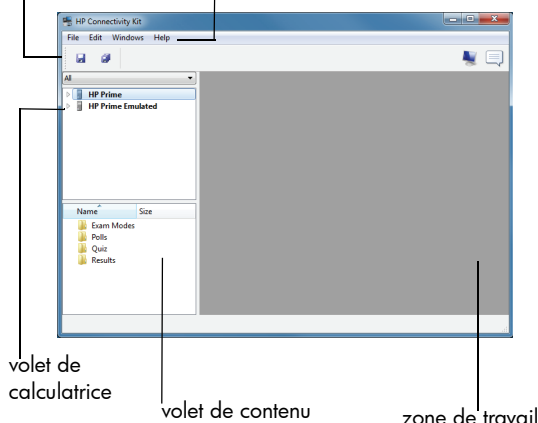 HP Connectivity Kit
File Edit Windows Help
All
HP Prime
HP Prime Emulated
Name Size
Exam Modes
Polls
Quiz
Results
volet de
calculatrice
volet de contenu
zone de travail